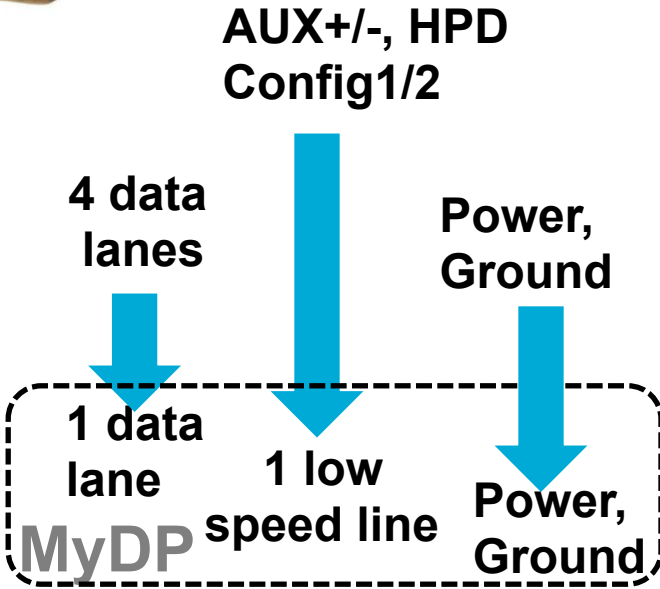 AUX+/-, HPD
Config1/2
4 data
lanes
Power,
Ground
1 data
lane
1 low
speed line
Power,
Ground
MyDP